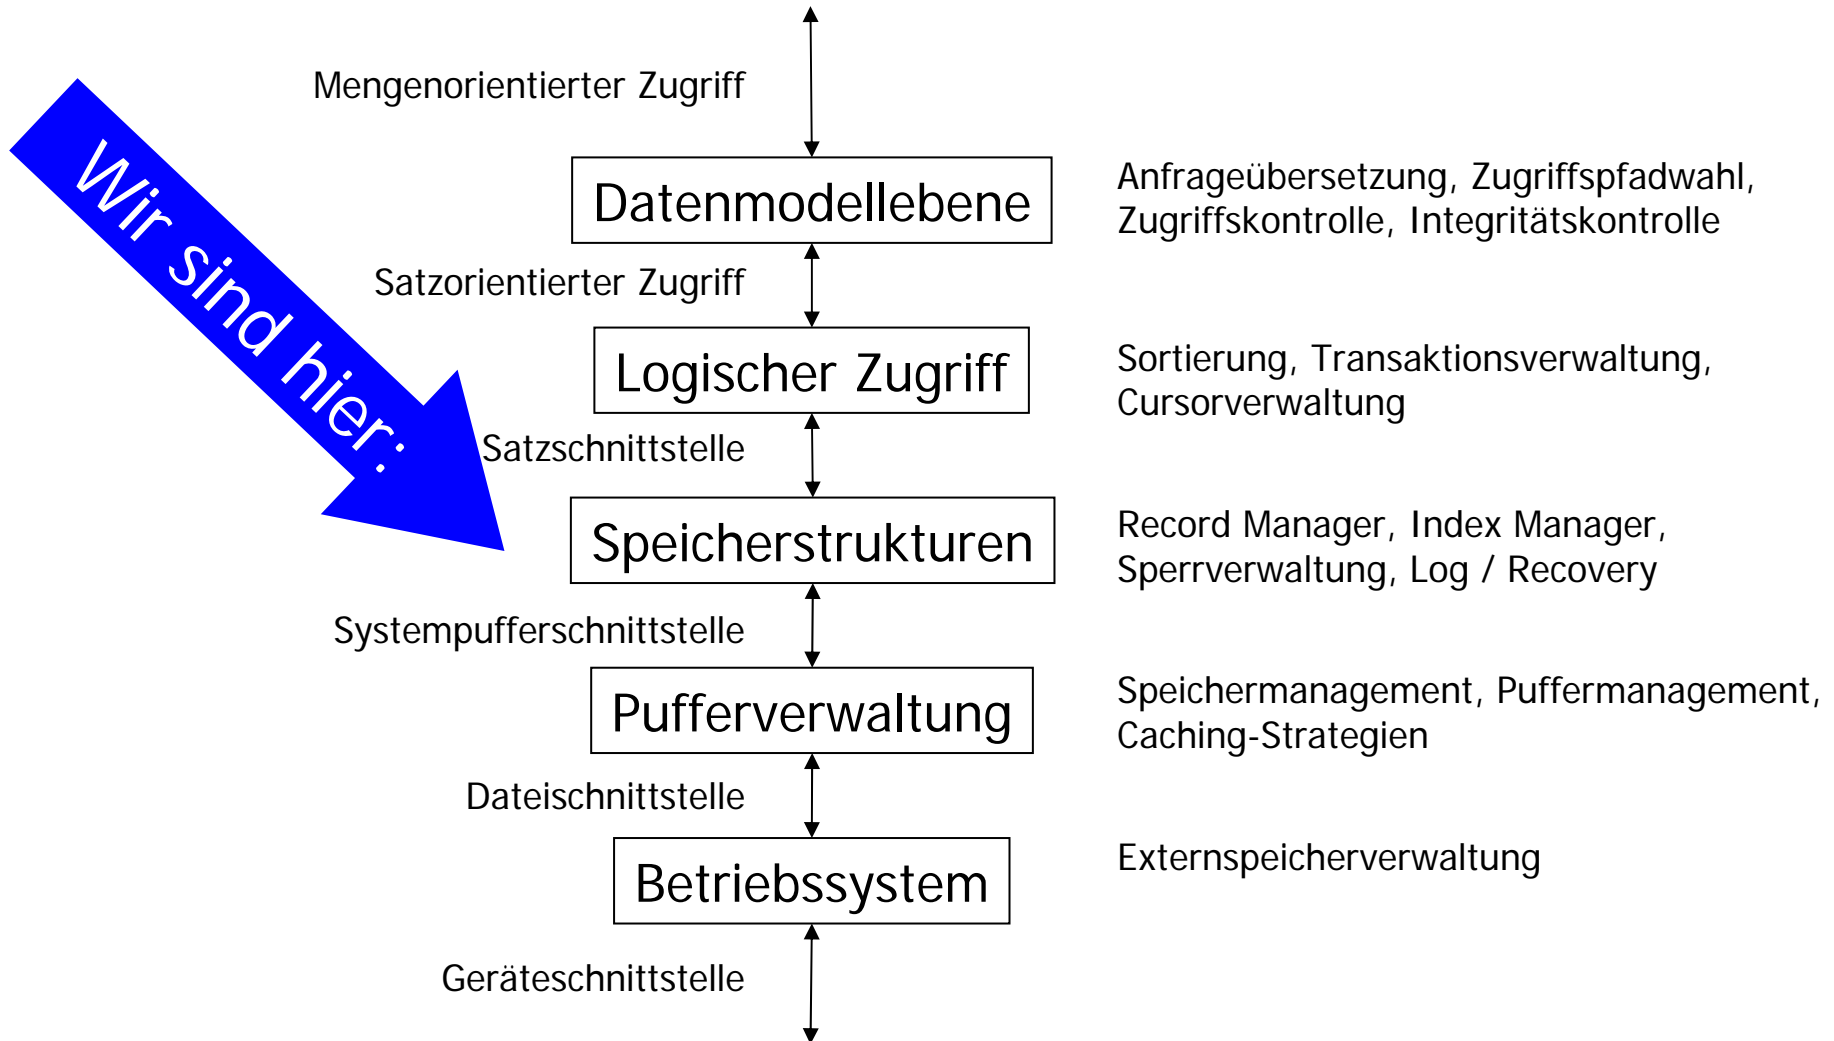 Mengenorientierter Zugriff
Wir sind hier:
Datenmodellebene
Anfrageübersetzung, Zugriffspfadwahl,
Zugriffskontrolle, Integritätskontrolle
Satzorientierter Zugriff
Logischer Zugriff
Sortierung, Transaktionsverwaltung,
Cursorverwaltung
Satzschnittstelle
Speicherstrukturen
Record Manager, Index Manager,
Sperrverwaltung, Log / Recovery
Systempufferschnittstelle
Pufferverwaltung
Speichermanagement, Puffermanagement,
Caching-Strategien
Dateischnittstelle
Betriebssystem
Externspeicherverwaltung
Geräteschnittstelle